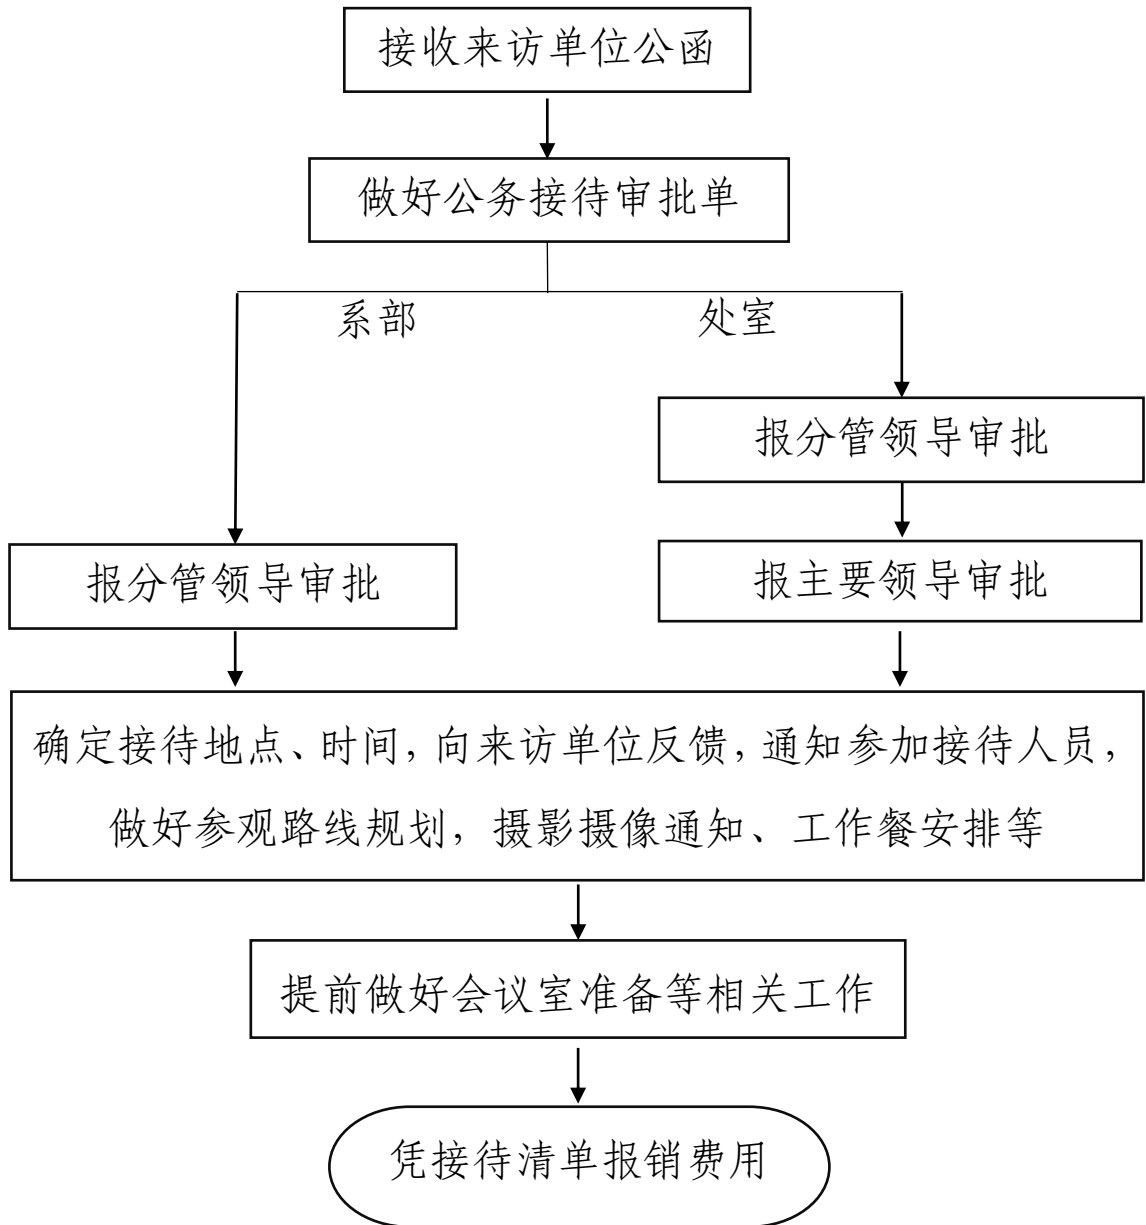 接收来访单位公函
做好公务接待审批单
系部
处室
报分管领导审批
报分管领导审批
报主要领导审批
确定接待地点、时间,向来访单位反馈,通知参加接待人员,
做好参观路线规划,摄影摄像通知、工作餐安排等
提前做好会议室准备等相关工作
凭接待清单报销费用